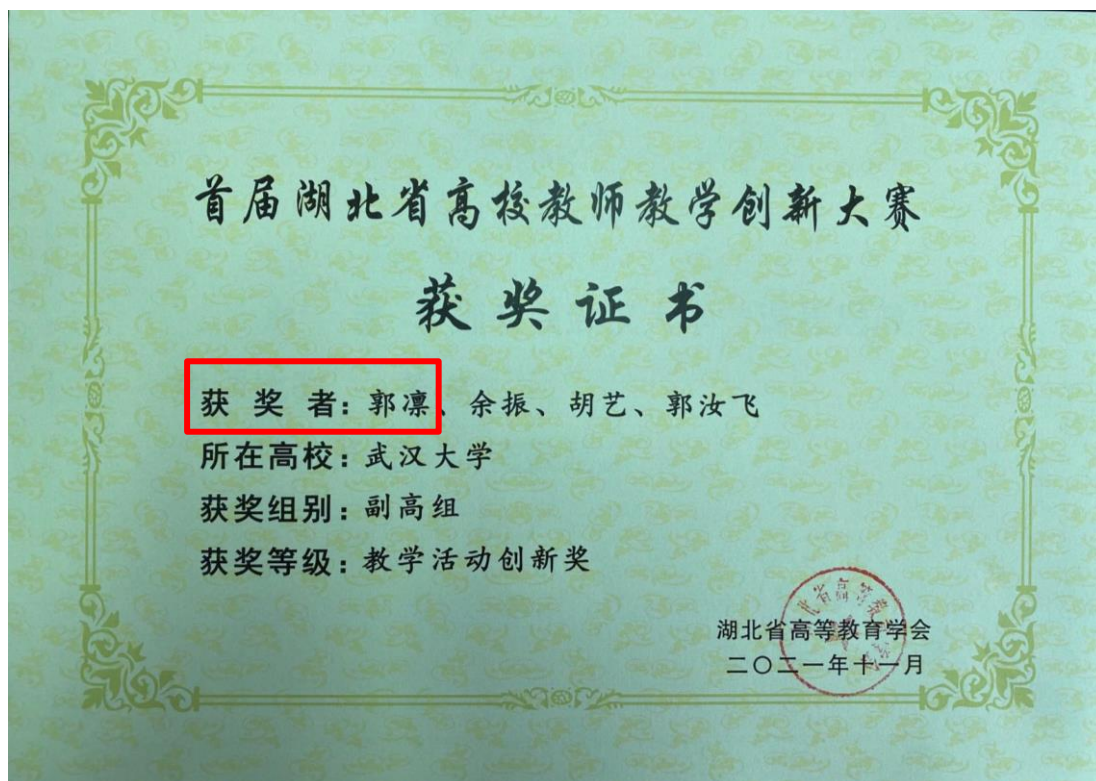 首届湖北省高校教师教学创新大赛
获奖证书
获奖者：郭凛、余振、胡艺、郭汝飞
所在高校：武汉大学
获奖组别：副高组
获奖等级：教学活动创新奖
湖北省高等教育学会
二〇二一年十一月